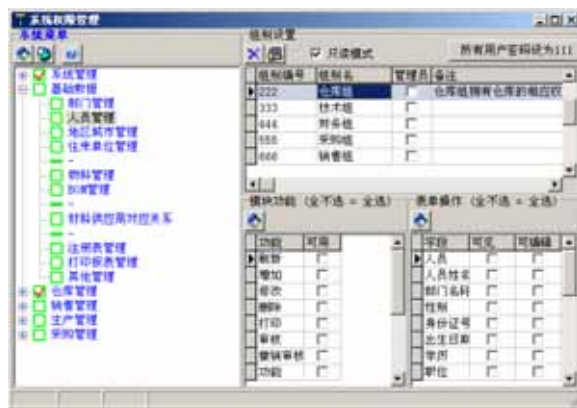 系统权限管理
系统菜单
系统管理
基础数据
部门管理
人员管理
地区城市管理
往来单位管理
-
物料管理
BOM管理
-
材料供应商对应关系
-
注册表管理
打印报表管理
其他管理
仓库管理
销售管理
生产管理
采购管理
组别设置
只读模式
所有用户密码设为111
组别编号 组别名 管理员 备注
222 仓库组 仓库组拥有仓库的相应权
333 技术组
444 财务组
555 采购组
666 销售组
模块功能 (全不选 = 全选)
功能 可用
刷新
增加
修改
删除
打印
审核
撤销审核
功能
表单操作 (全不选 = 全选)
字段 可见 可编辑
人员
人员姓名
部门名称
性别
身份证号
出生日期
学历
职位